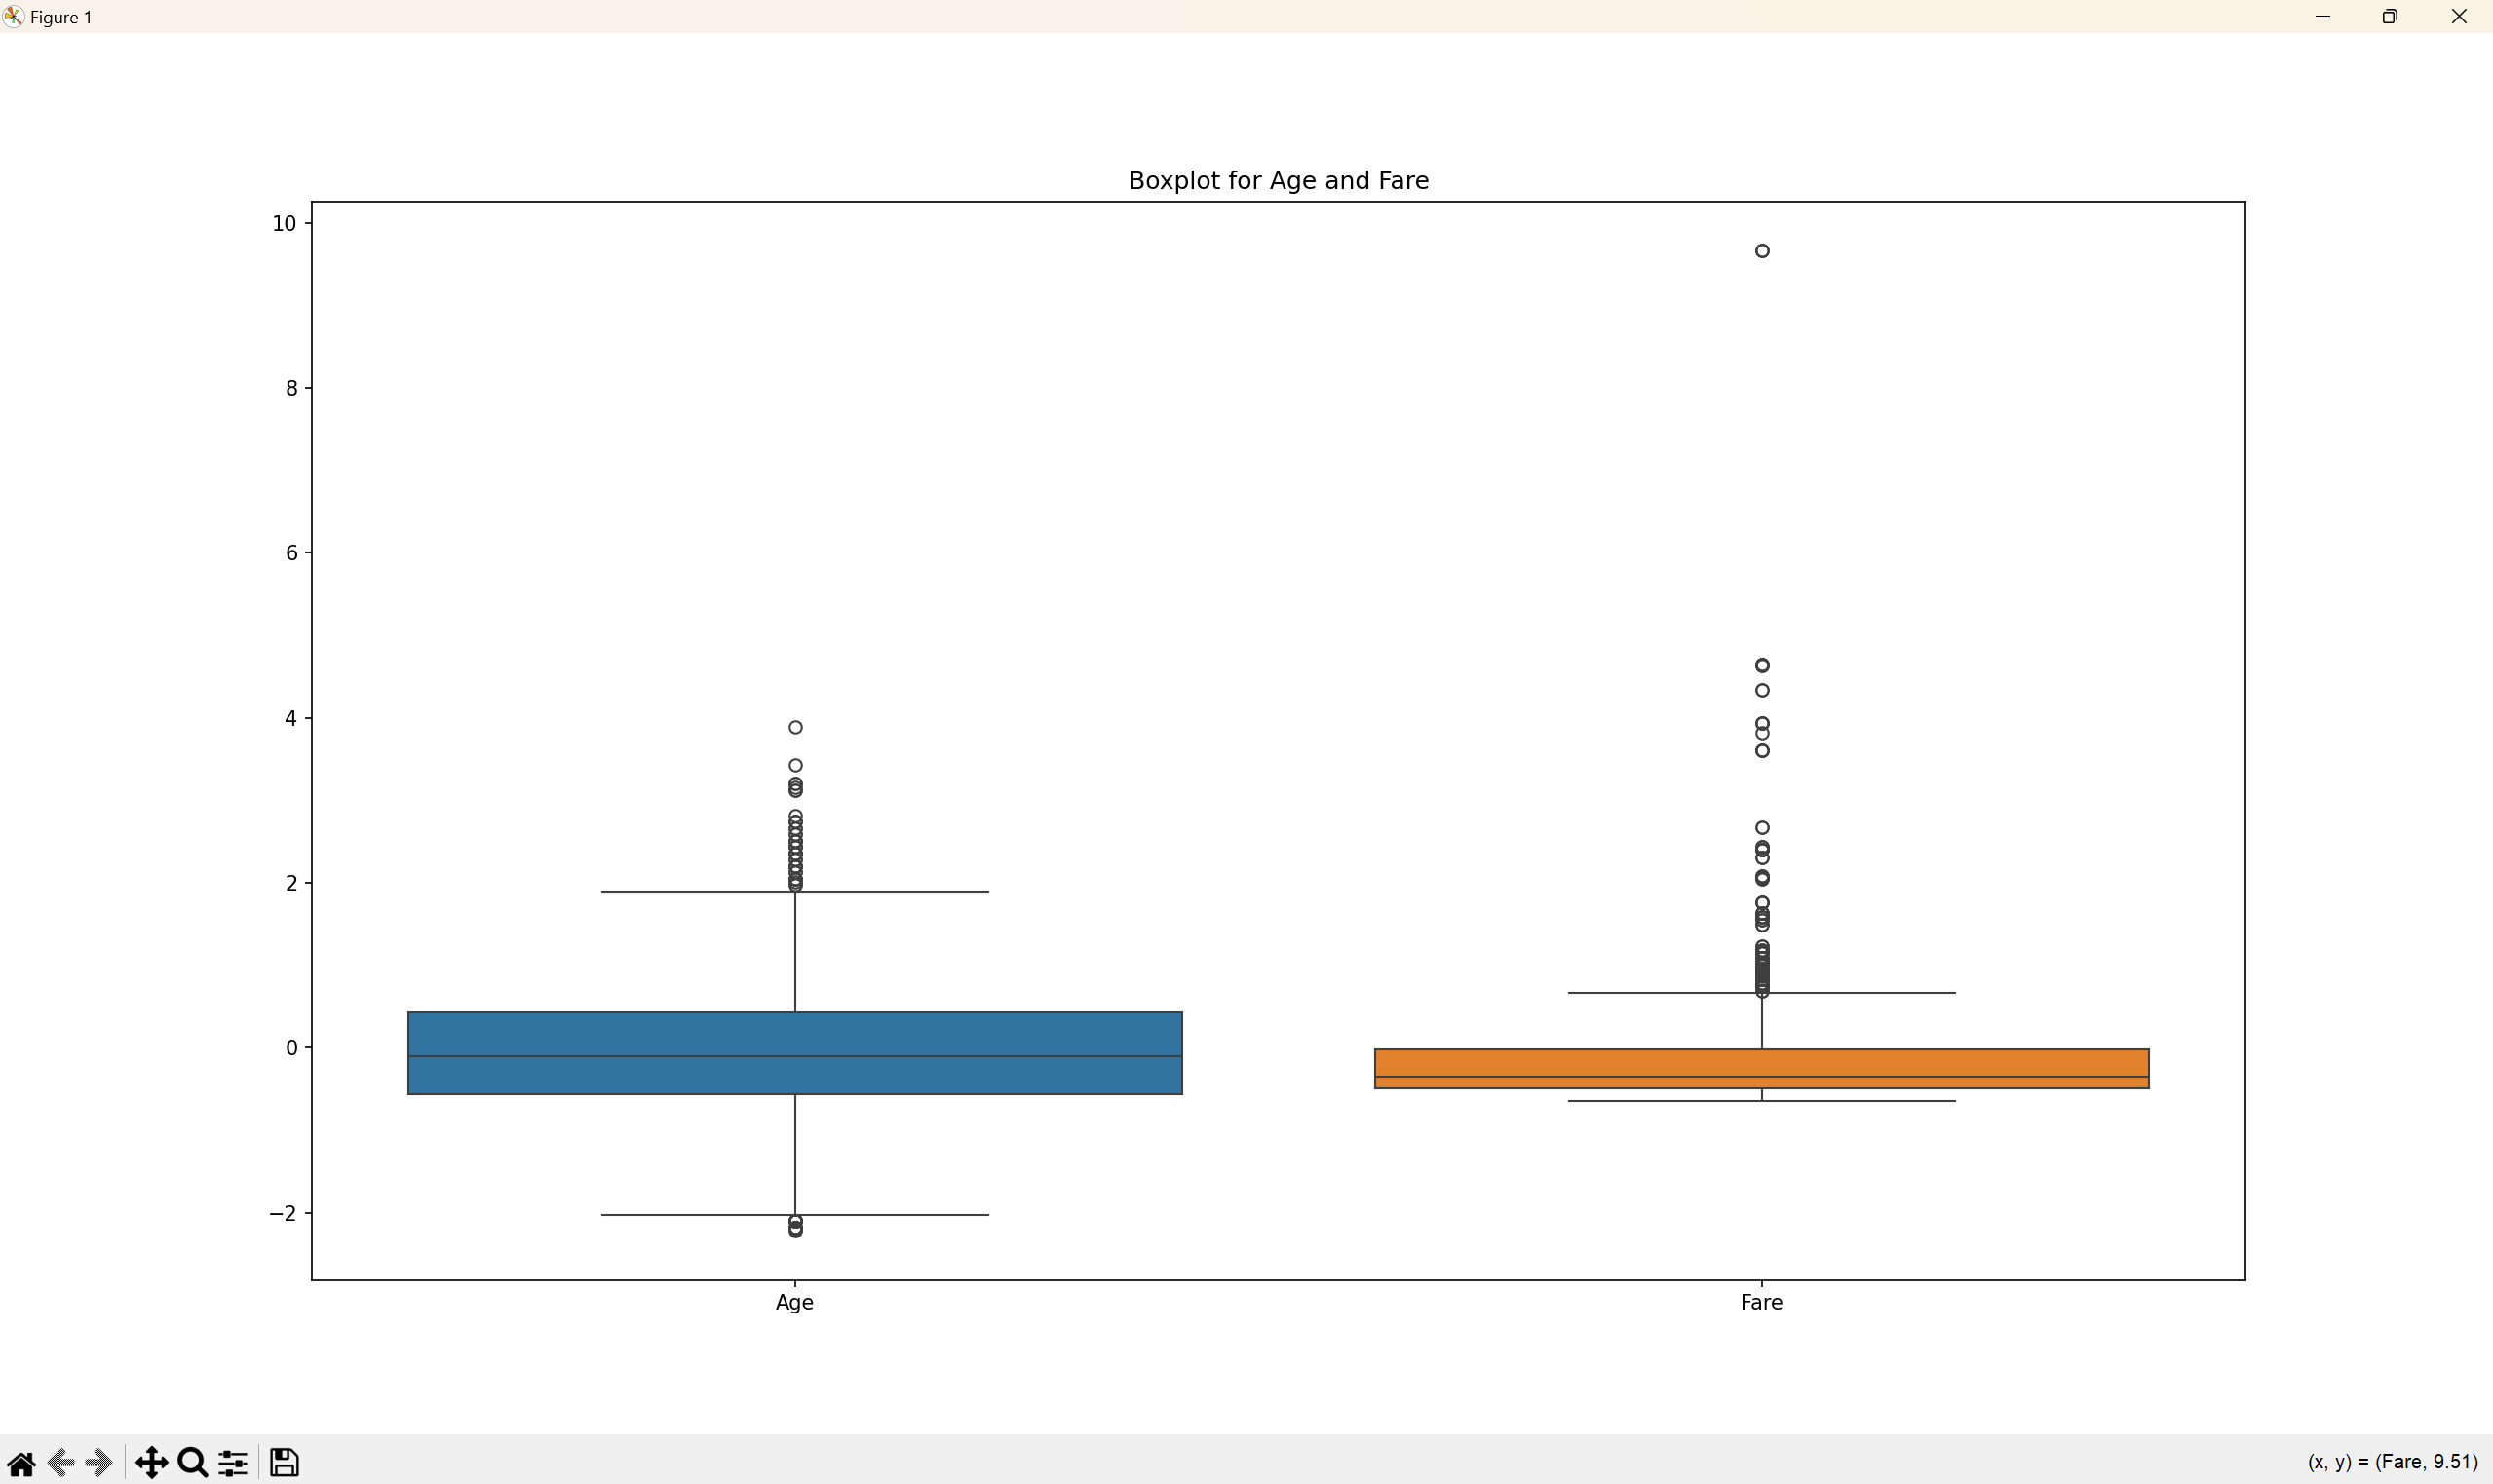 Figure 1
Boxplot for Age and Fare
10
8
6
4
2
0
−2
Age
Fare
(x, y) = (Fare, 9.51)